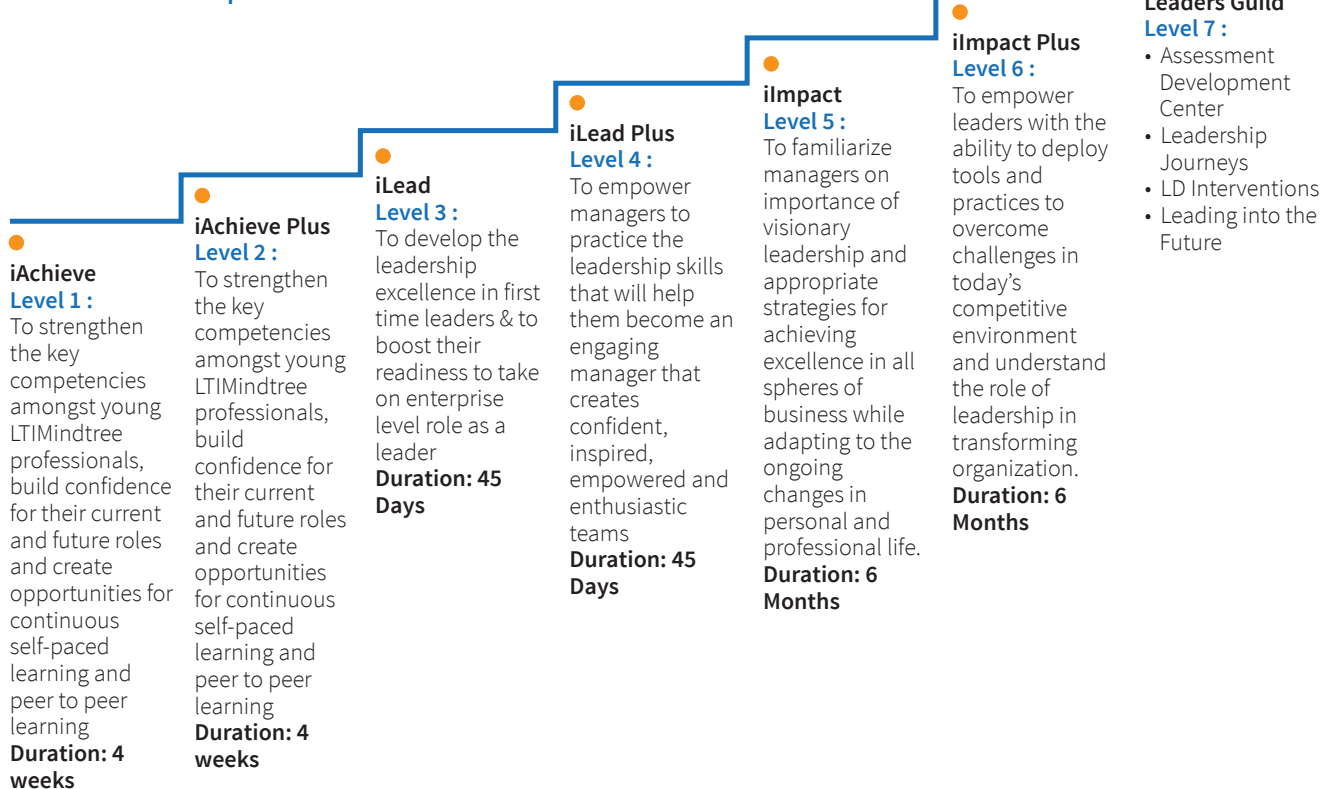 iAchieve
Level 1 :
To strengthen
the key
competencies
amongst young
LTIMindtree
professionals,
build confidence
for their current
and future roles
and create
opportunities for
continuous
self-paced
learning and
peer to peer
learning
Duration: 4
weeks
iAchieve Plus
Level 2 :
To strengthen
the key
competencies
amongst young
LTIMindtree
professionals,
build
confidence for
their current
and future roles
and create
opportunities
for continuous
self-paced
learning and
peer to peer
learning
Duration: 4
weeks
iLead
Level 3 :
To develop the
leadership
excellence in first
time leaders & to
boost their
readiness to take
on enterprise
level role as a
leader
Duration: 45
Days
iLead Plus
Level 4 :
To empower
managers to
practice the
leadership skills
that will help
them become an
engaging
manager that
creates
confident,
inspired,
empowered and
enthusiastic
teams
Duration: 45
Days
iImpact
Level 5 :
To familiarize
managers on
importance of
visionary
leadership and
appropriate
strategies for
achieving
excellence in all
spheres of
business while
adapting to the
ongoing
changes in
personal and
professional life.
Duration: 6
Months
iImpact Plus
Level 6 :
To empower
leaders with the
ability to deploy
tools and
practices to
overcome
challenges in
today’s
competitive
environment
and understand
the role of
leadership in
transforming
organization.
Duration: 6
Months
Leaders Guild
Level 7 :
• Assessment
Development
Center
• Leadership
Journeys
• LD Interventions
• Leading into the
Future